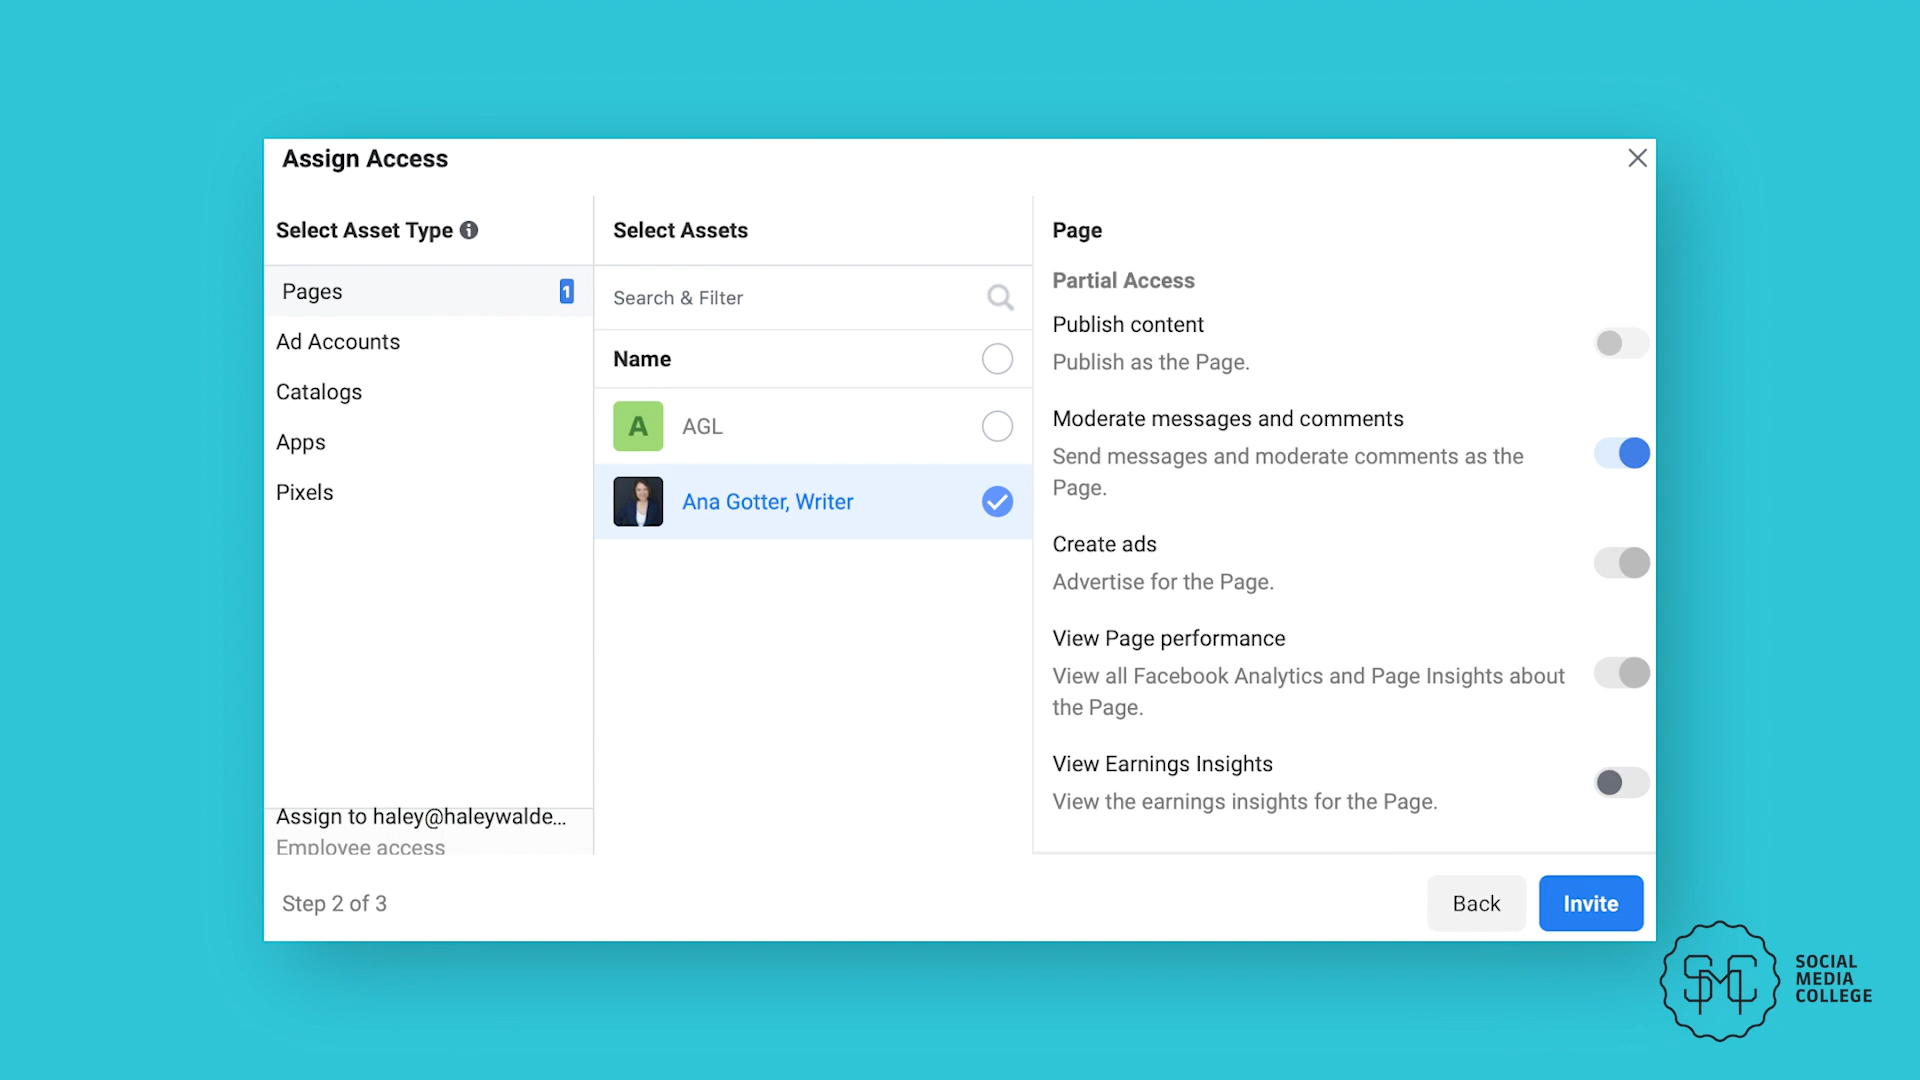 Assign Access
Select Asset Type
Pages
1
Ad Accounts
Catalogs
Apps
Pixels
Assign to haley@haleywalde...
Employee access
Step 2 of 3
Select Assets
Search & Filter
Name
A
AGL
Ana Gotter, Writer
Page
Partial Access
Publish content
Publish as the Page.
Moderate messages and comments
Send messages and moderate comments as the
Page.
Create ads
Advertise for the Page.
View Page performance
View all Facebook Analytics and Page Insights about
the Page.
View Earnings Insights
View the earnings insights for the Page.
Back
Invite
SMC
SOCIAL
MEDIA
COLLEGE